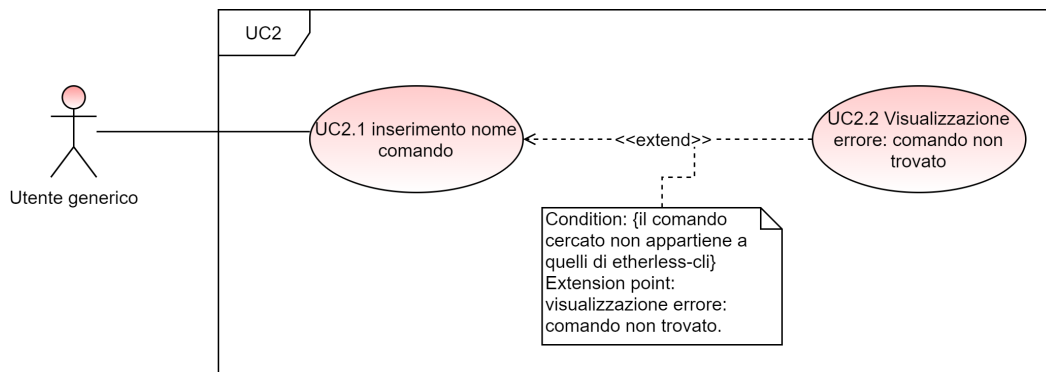 UC2
UC2.1 inserimento nome
comando
<<extend>>
UC2.2 Visualizzazione
errore: comando non
trovato
Utente generico
Condition: {il comando
cercato non appartiene a
quelli di etherless-cli}
Extension point:
visualizzazione errore:
comando non trovato.